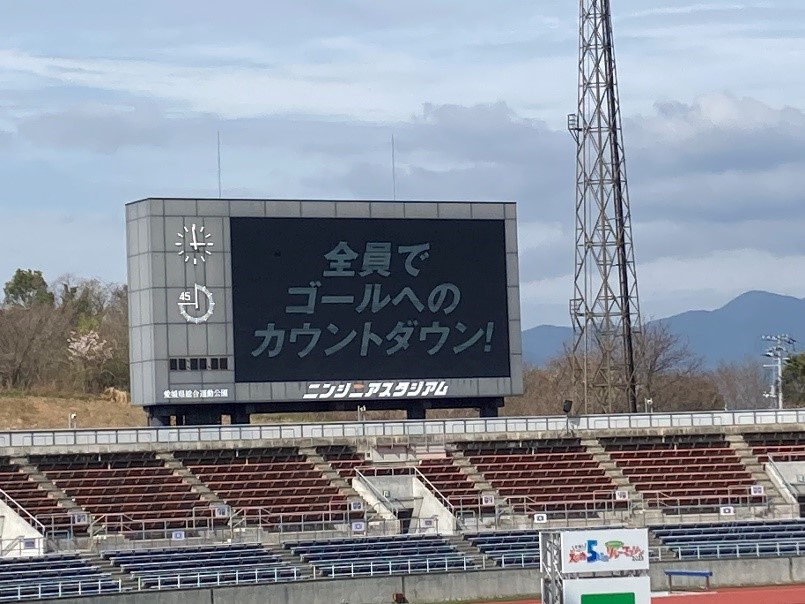 全員で
ゴールへの
カウントダウン!
45
愛媛県総合運動公園
ニンジニアスタジアム